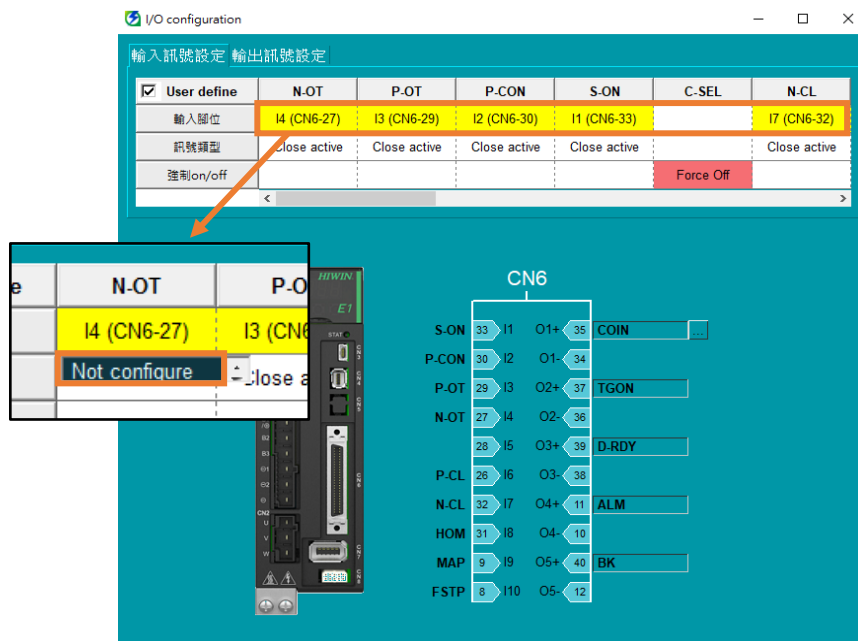 I/O configuration
輸入訊號設定 輸出訊號設定
User define N-OT P-OT P-CON S-ON C-SEL N-CL
輸入腳位 I4 (CN6-27) I3 (CN6-29) I2 (CN6-30) I1 (CN6-33) I7 (CN6-32)
訊號類型 Close active Close active Close active Close active Close active
強制on/off Force Off
e N-OT P-O
I4 (CN6-27) I3 (CN6
Not configure Close a
HIWIN
E1
STAT
CN6
S-ON 33 I1 O1+ 35 COIN ...
P-CON 30 I2 O1- 34
P-OT 29 I3 O2+ 37 TGON
N-OT 27 I4 O2- 36
28 I5 O3+ 39 D-RDY
P-CL 26 I6 O3- 38
N-CL 32 I7 O4+ 11 ALM
HOM 31 I8 O4- 10
MAP 9 I9 O5+ 40 BK
FSTP 8 I10 O5- 12
B2
B3
CN2
U
V
W